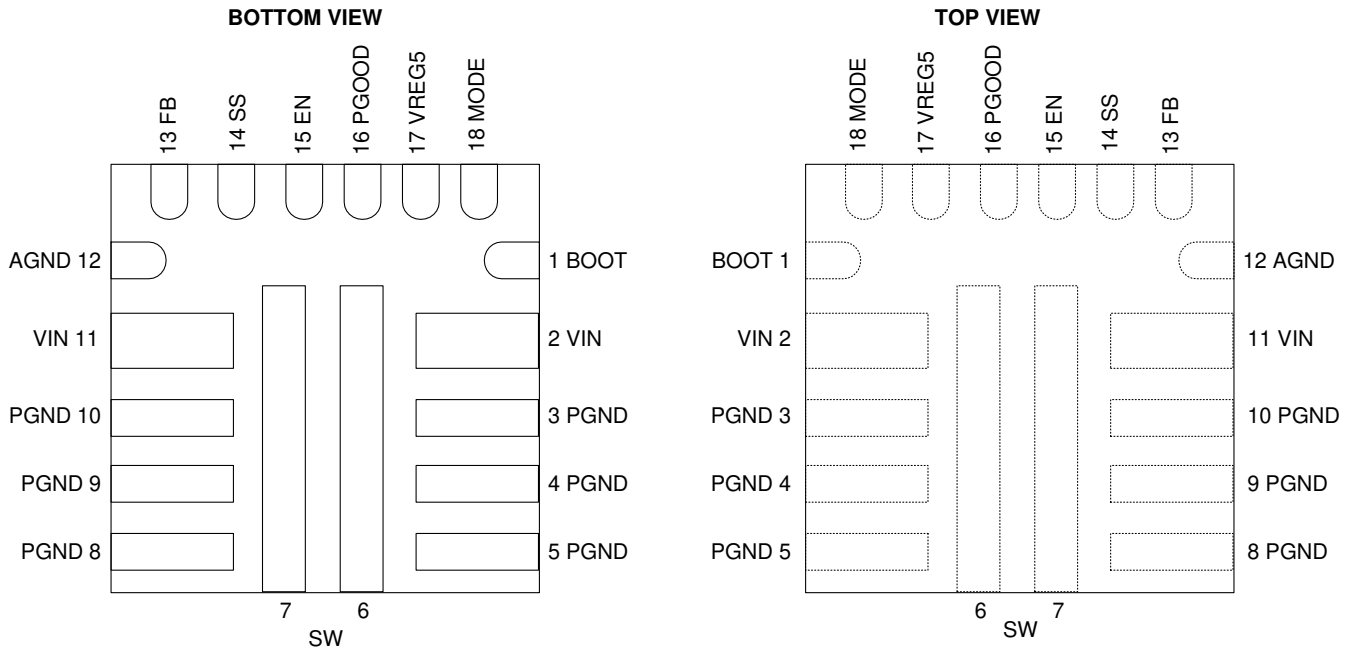 BOTTOM VIEW
13 FB
14 SS
15 EN
16 PGOOD
17 VREG5
18 MODE
AGND 12
1 BOOT
VIN 11
2 VIN
PGND 10
3 PGND
PGND 9
4 PGND
PGND 8
5 PGND
7
6
SW
TOP VIEW
18 MODE
17 VREG5
16 PGOOD
15 EN
14 SS
13 FB
BOOT 1
12 AGND
VIN 2
11 VIN
PGND 3
10 PGND
PGND 4
9 PGND
PGND 5
8 PGND
6
7
SW